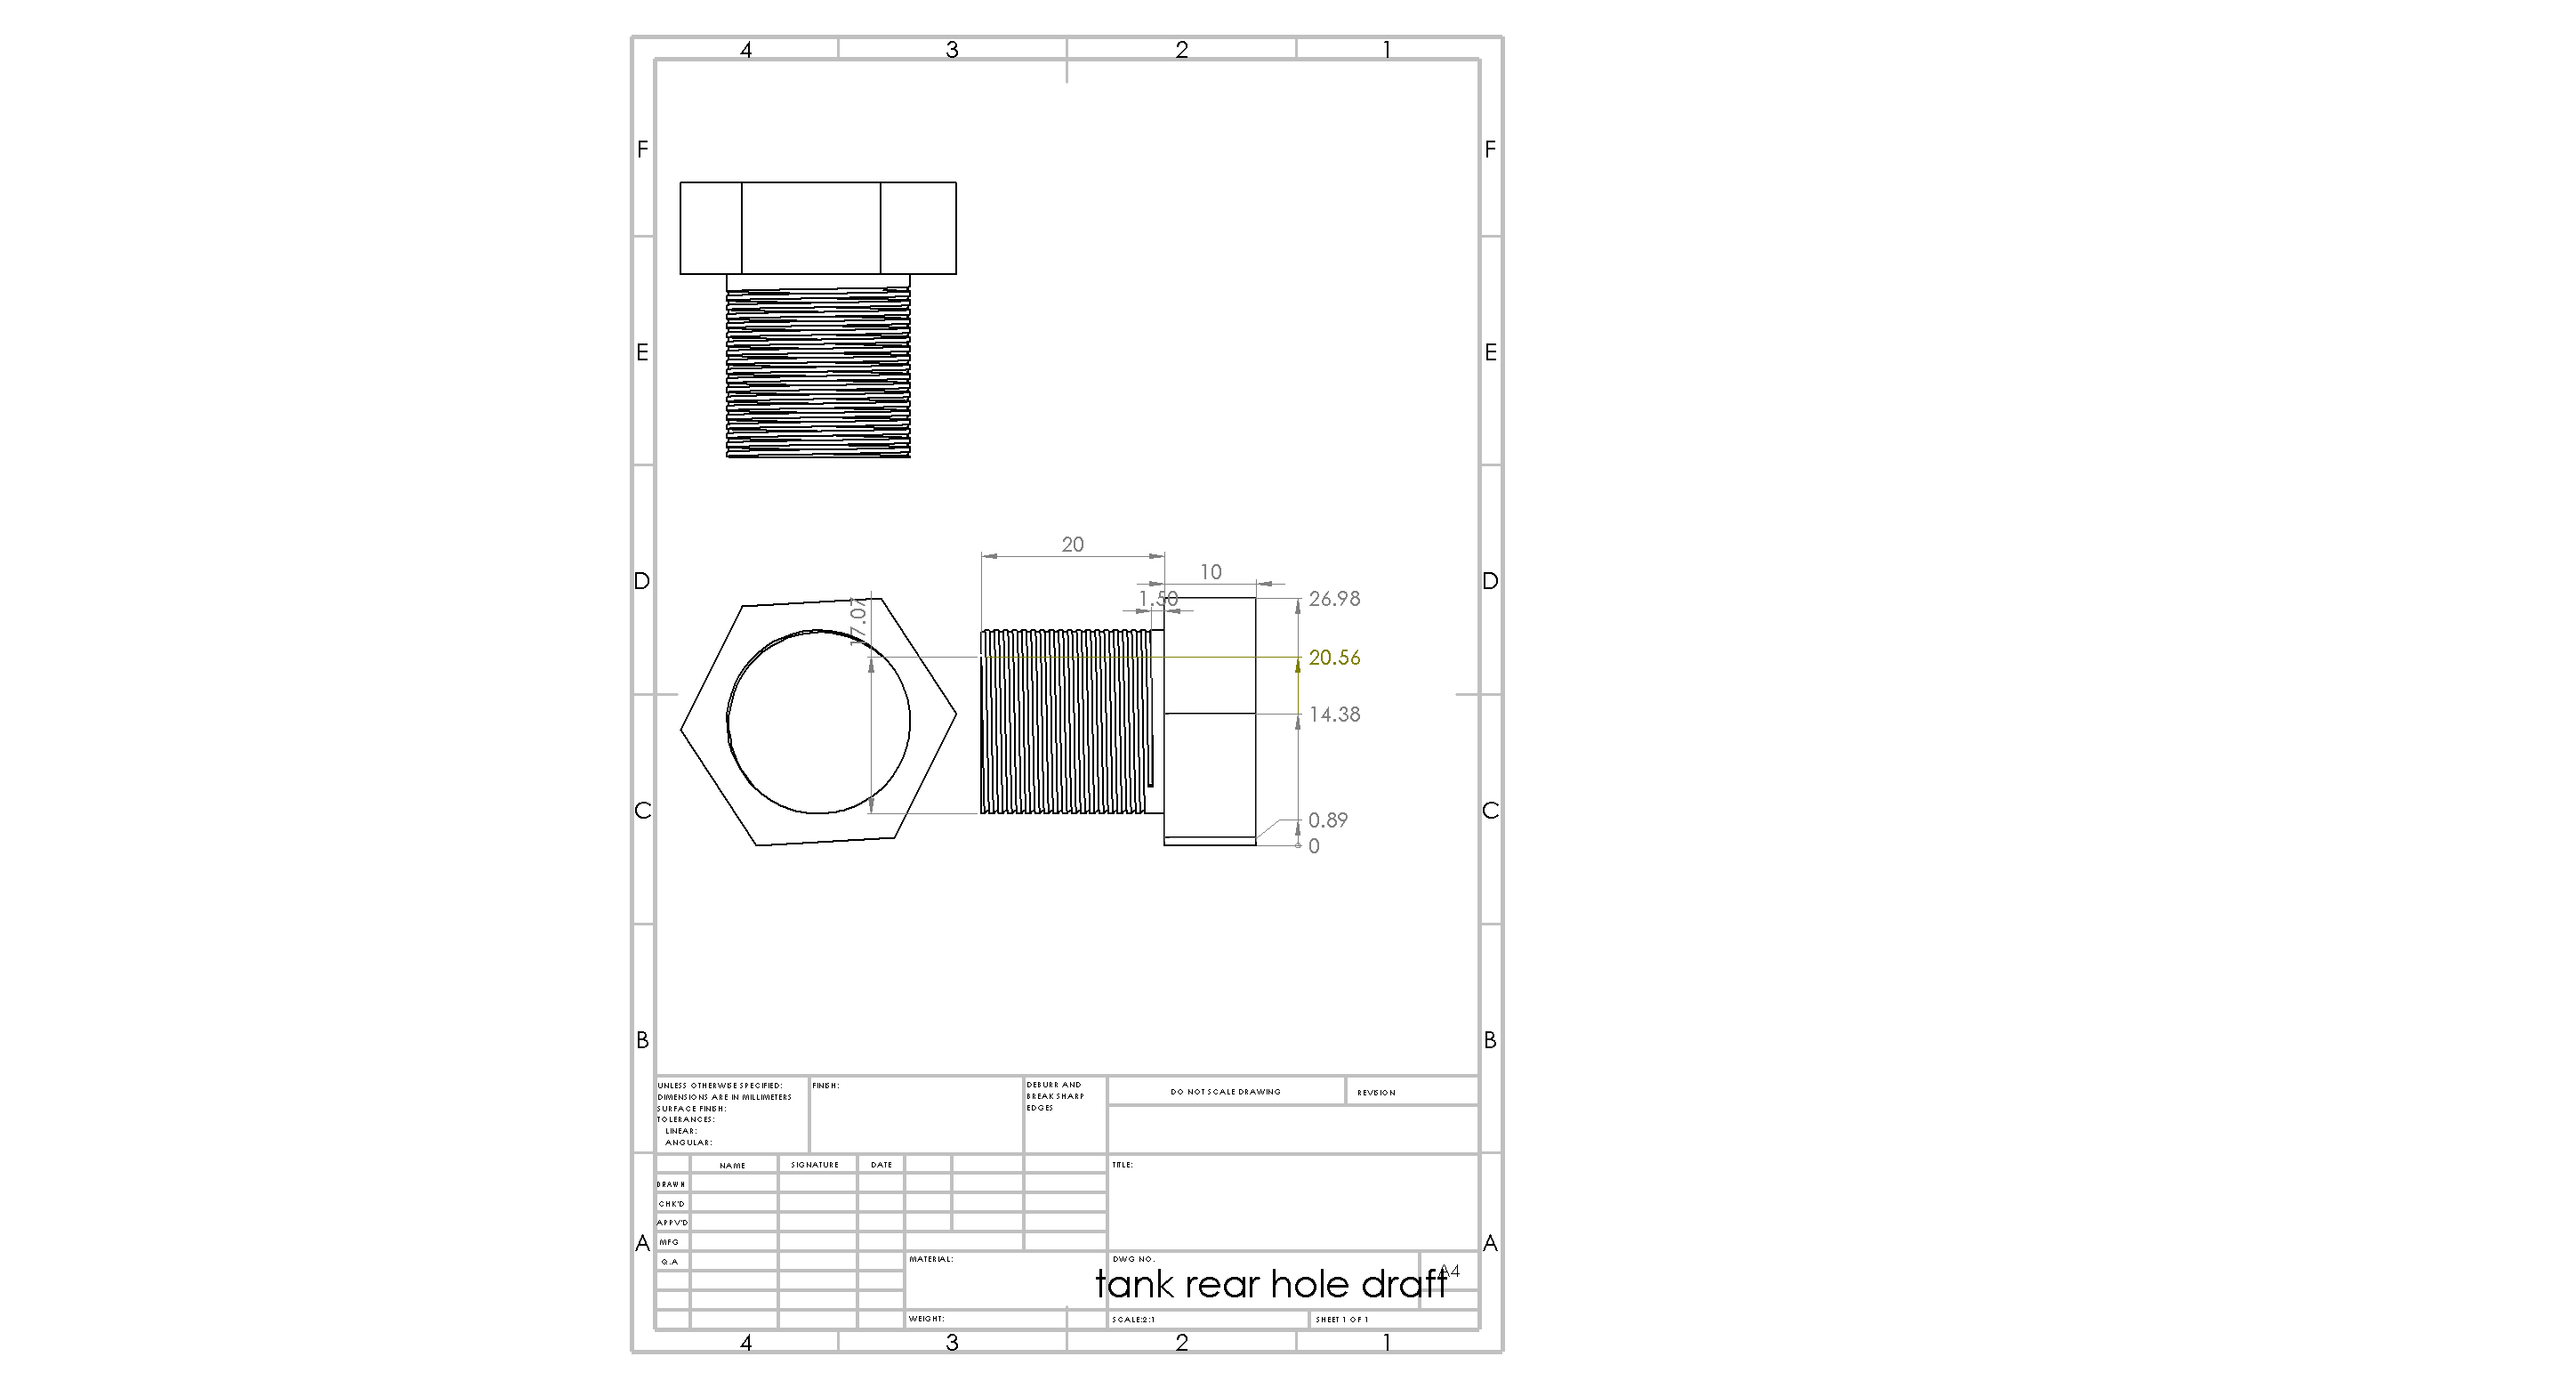 4 3 2 1
F F
E E
20
10
D D
1.50
26.98
17.07
20.56
14.38
C C
0.89
0
B B
UNLESS OTHERWISE SPECIFIED:
DIMENSIONS ARE IN MILLIMETERS
SURFACE FINISH:
TOLERANCES:
LINEAR:
ANGULAR:
FINISH:
DEBURR AND
BREAK SHARP
EDGES
DO NOT SCALE DRAWING
REVISION
NAME SIGNATURE DATE
TITLE:
DRAWN
CHK'D
APPV'D
MFG
Q.A
A A
MATERIAL:
DWG NO.
tank rear hole draft
A4
WEIGHT:
SCALE:2:1
SHEET 1 OF 1
4 3 2 1